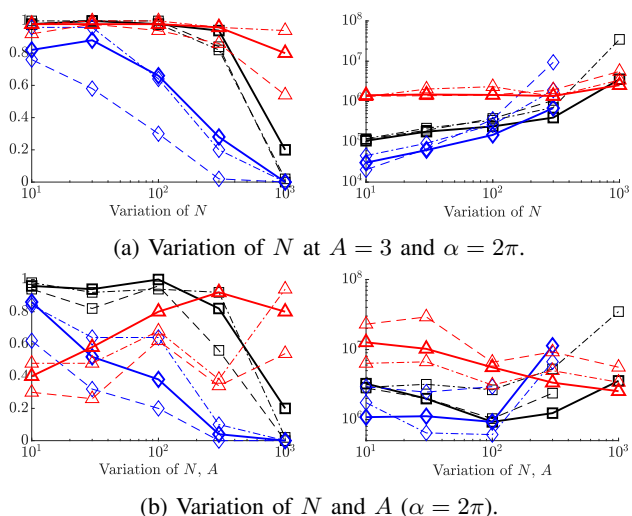 1
0.8
0.6
0.4
0.2
0
10^1 10^2 10^3
Variation of N
10^8
10^7
10^6
10^5
10^4
10^1 10^2 10^3
Variation of N
(a) Variation of N at A = 3 and α = 2π.
1
0.8
0.6
0.4
0.2
0
10^1 10^2 10^3
Variation of N, A
10^8
10^6
10^1 10^2 10^3
Variation of N, A
(b) Variation of N and A (α = 2π).